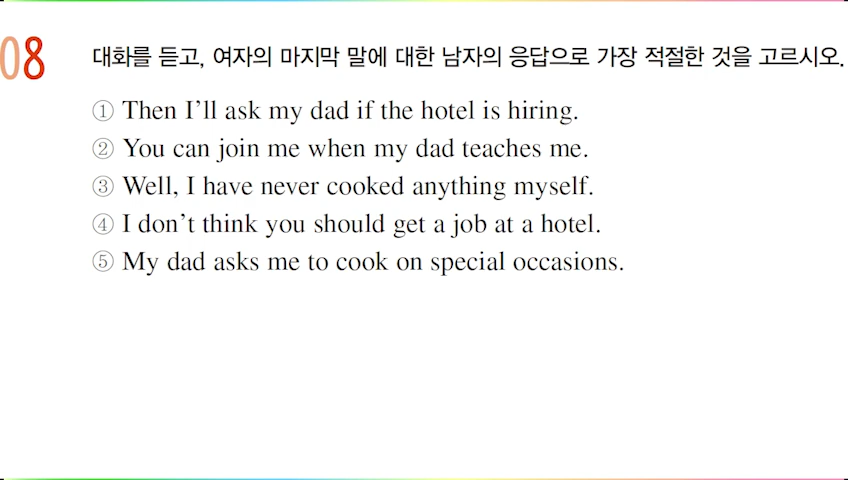 08 대화를 듣고, 여자의 마지막 말에 대한 남자의 응답으로 가장 적절한 것을 고르시오.
① Then I’ll ask my dad if the hotel is hiring.
② You can join me when my dad teaches me.
③ Well, I have never cooked anything myself.
④ I don’t think you should get a job at a hotel.
⑤ My dad asks me to cook on special occasions.